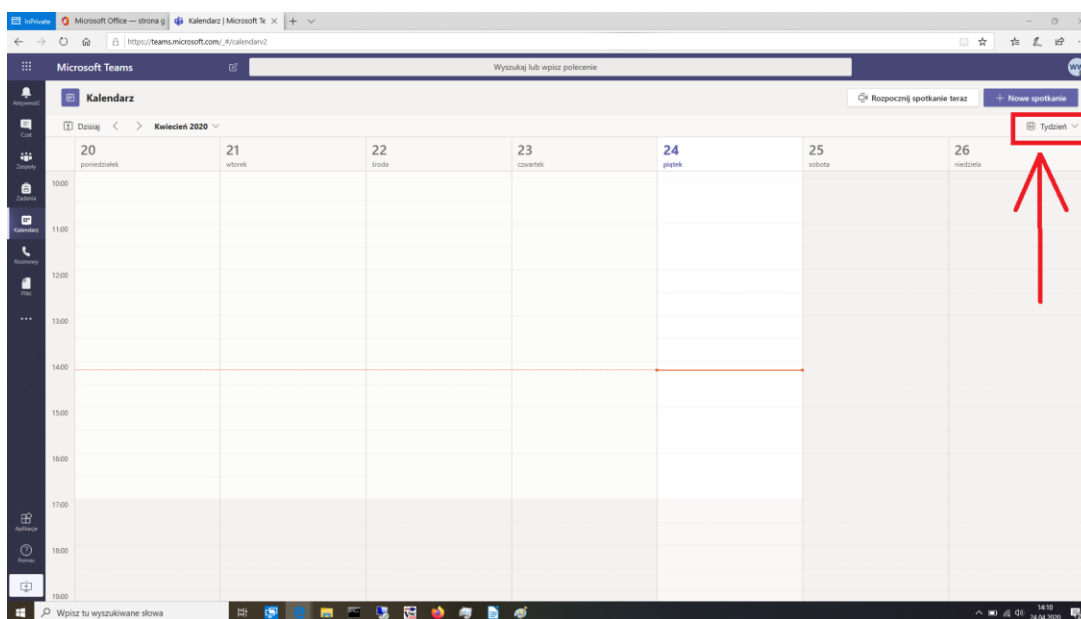 InPrivate
Microsoft Office — strona g
Kalendarz | Microsoft Te
https://teams.microsoft.com/_#/calendarv2
Microsoft Teams
Wyszukaj lub wpisz polecenie
WW
Aktywność
Kalendarz
Rozpocznij spotkanie teraz
+ Nowe spotkanie
Czat
Dzisiaj
Kwiecień 2020
Tydzień
20
21
22
23
24
25
26
poniedziałek
wtorek
środa
czwartek
piątek
sobota
niedziela
Zespoły
Zadania
Kalendarz
Rozmowy
Pliki
10:00
11:00
12:00
13:00
14:00
15:00
16:00
17:00
18:00
19:00
Aplikacje
Pomoc
Wpisz tu wyszukiwane słowa
14:10
24.04.2020